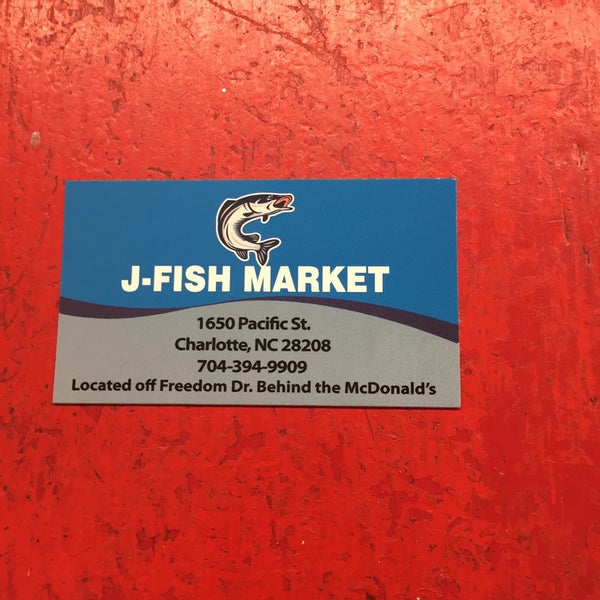 J-FISH MARKET
1650 Pacific St.
Charlotte, NC 28208
704-394-9909
Located off Freedom Dr. Behind the McDonald's